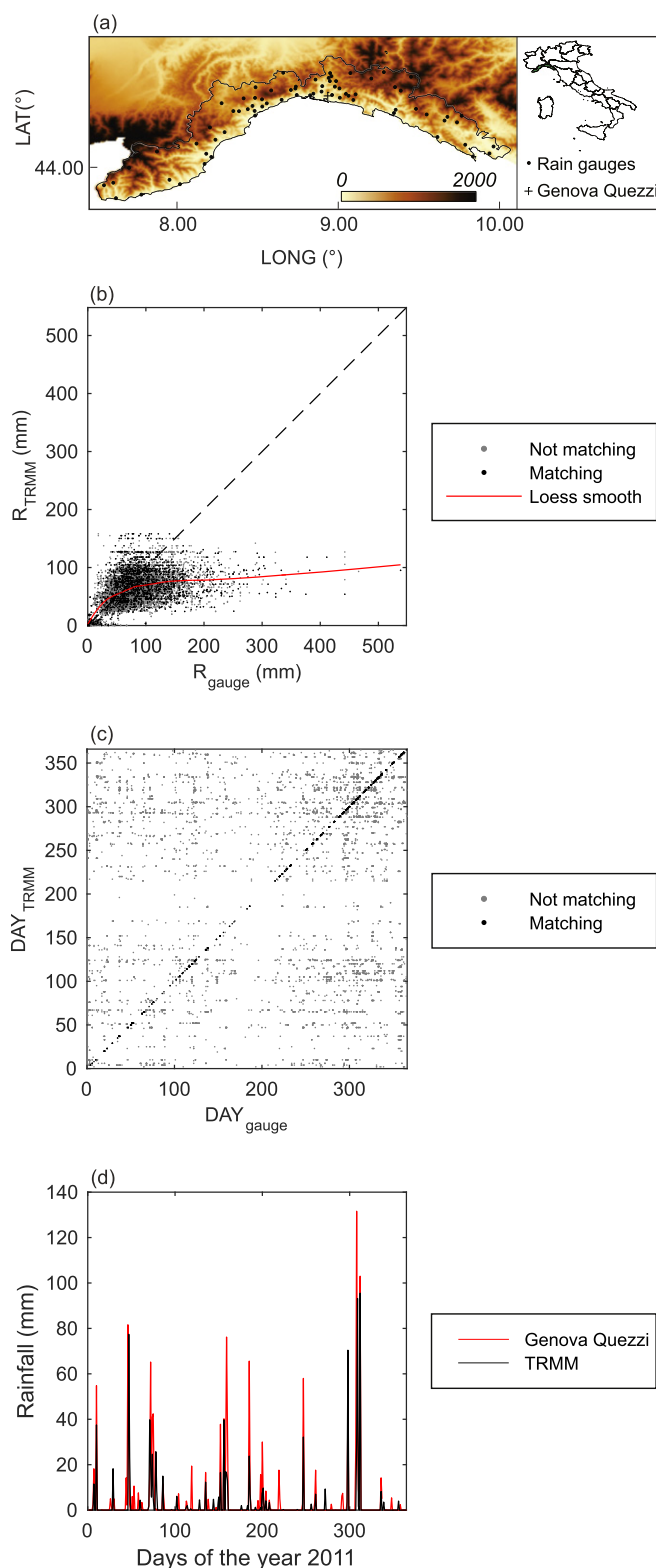 (a)
LAT(°)
44.00
0 2000
8.00 9.00 10.00
LONG (°)
• Rain gauges
+ Genova Quezzi
(b)
500
400
300
200
100
0
R_TRMM (mm)
0 100 200 300 400 500
R_gauge (mm)
Not matching
Matching
Loess smooth
(c)
350
300
250
200
150
100
50
0
DAY_TRMM
0 100 200 300
DAY_gauge
Not matching
Matching
(d)
140
120
100
80
60
40
20
0
Rainfall (mm)
0 100 200 300
Days of the year 2011
Genova Quezzi
TRMM